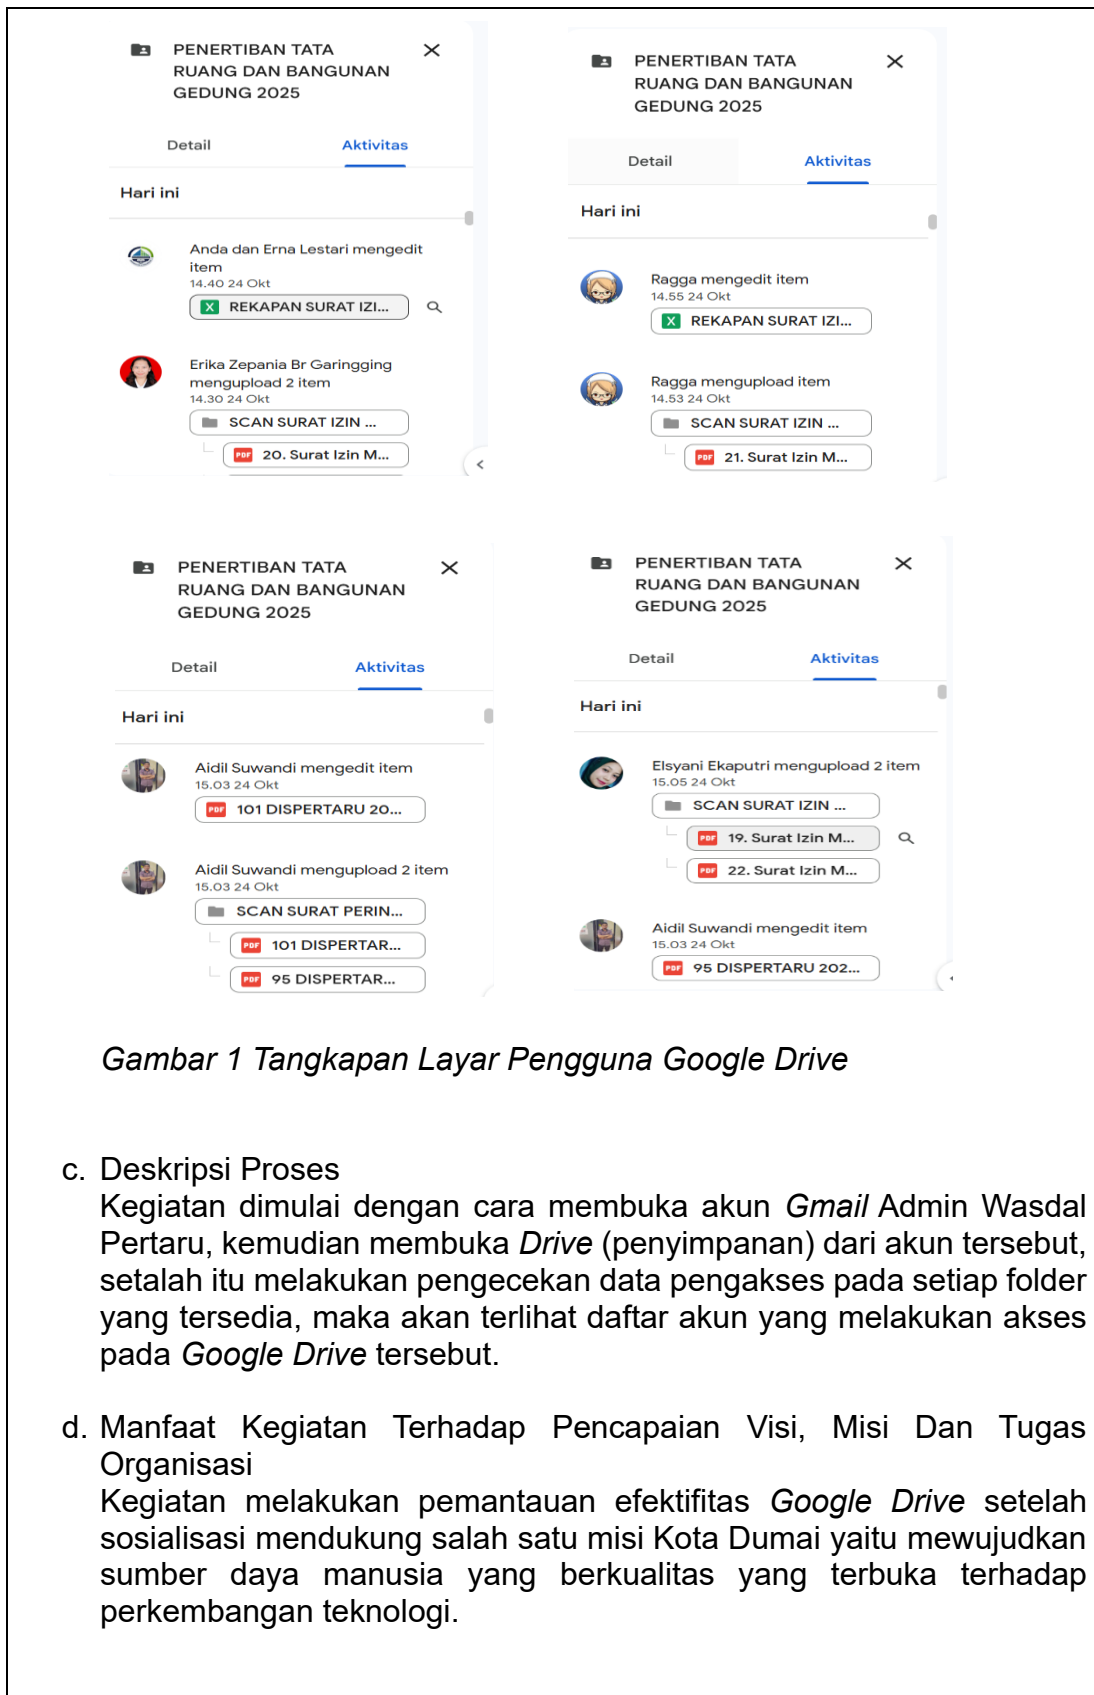 PENERTIBAN TATA
RUANG DAN BANGUNAN
GEDUNG 2025
Detail
Aktivitas
Hari ini
Anda dan Erna Lestari mengedit
item
14.40 24 Okt
REKAPAN SURAT IZI...
Erika Zepania Br Garingging
mengupload 2 item
14.30 24 Okt
SCAN SURAT IZIN ...
20. Surat Izin M...
PENERTIBAN TATA
RUANG DAN BANGUNAN
GEDUNG 2025
Detail
Aktivitas
Hari ini
Ragga mengedit item
14.55 24 Okt
REKAPAN SURAT IZI...
Ragga mengupload item
14.53 24 Okt
SCAN SURAT IZIN ...
21. Surat Izin M...
PENERTIBAN TATA
RUANG DAN BANGUNAN
GEDUNG 2025
Detail
Aktivitas
Hari ini
Aidil Suwandi mengedit item
15.03 24 Okt
101 DISPERTARU 20...
Aidil Suwandi mengupload 2 item
15.03 24 Okt
SCAN SURAT PERIN...
101 DISPERTAR...
95 DISPERTAR...
PENERTIBAN TATA
RUANG DAN BANGUNAN
GEDUNG 2025
Detail
Aktivitas
Hari ini
Elsyani Ekaputri mengupload 2 item
15.05 24 Okt
SCAN SURAT IZIN ...
19. Surat Izin M...
22. Surat Izin M...
Aidil Suwandi mengedit item
15.03 24 Okt
95 DISPERTARU 202...
Gambar 1 Tangkapan Layar Pengguna Google Drive
c. Deskripsi Proses
Kegiatan dimulai dengan cara membuka akun Gmail Admin Wasdal
Pertaru, kemudian membuka Drive (penyimpanan) dari akun tersebut,
setalah itu melakukan pengecekan data pengakses pada setiap folder
yang tersedia, maka akan terlihat daftar akun yang melakukan akses
pada Google Drive tersebut.
d. Manfaat Kegiatan Terhadap Pencapaian Visi, Misi Dan Tugas
Organisasi
Kegiatan melakukan pemantauan efektifitas Google Drive setelah
sosialisasi mendukung salah satu misi Kota Dumai yaitu mewujudkan
sumber daya manusia yang berkualitas yang terbuka terhadap
perkembangan teknologi.